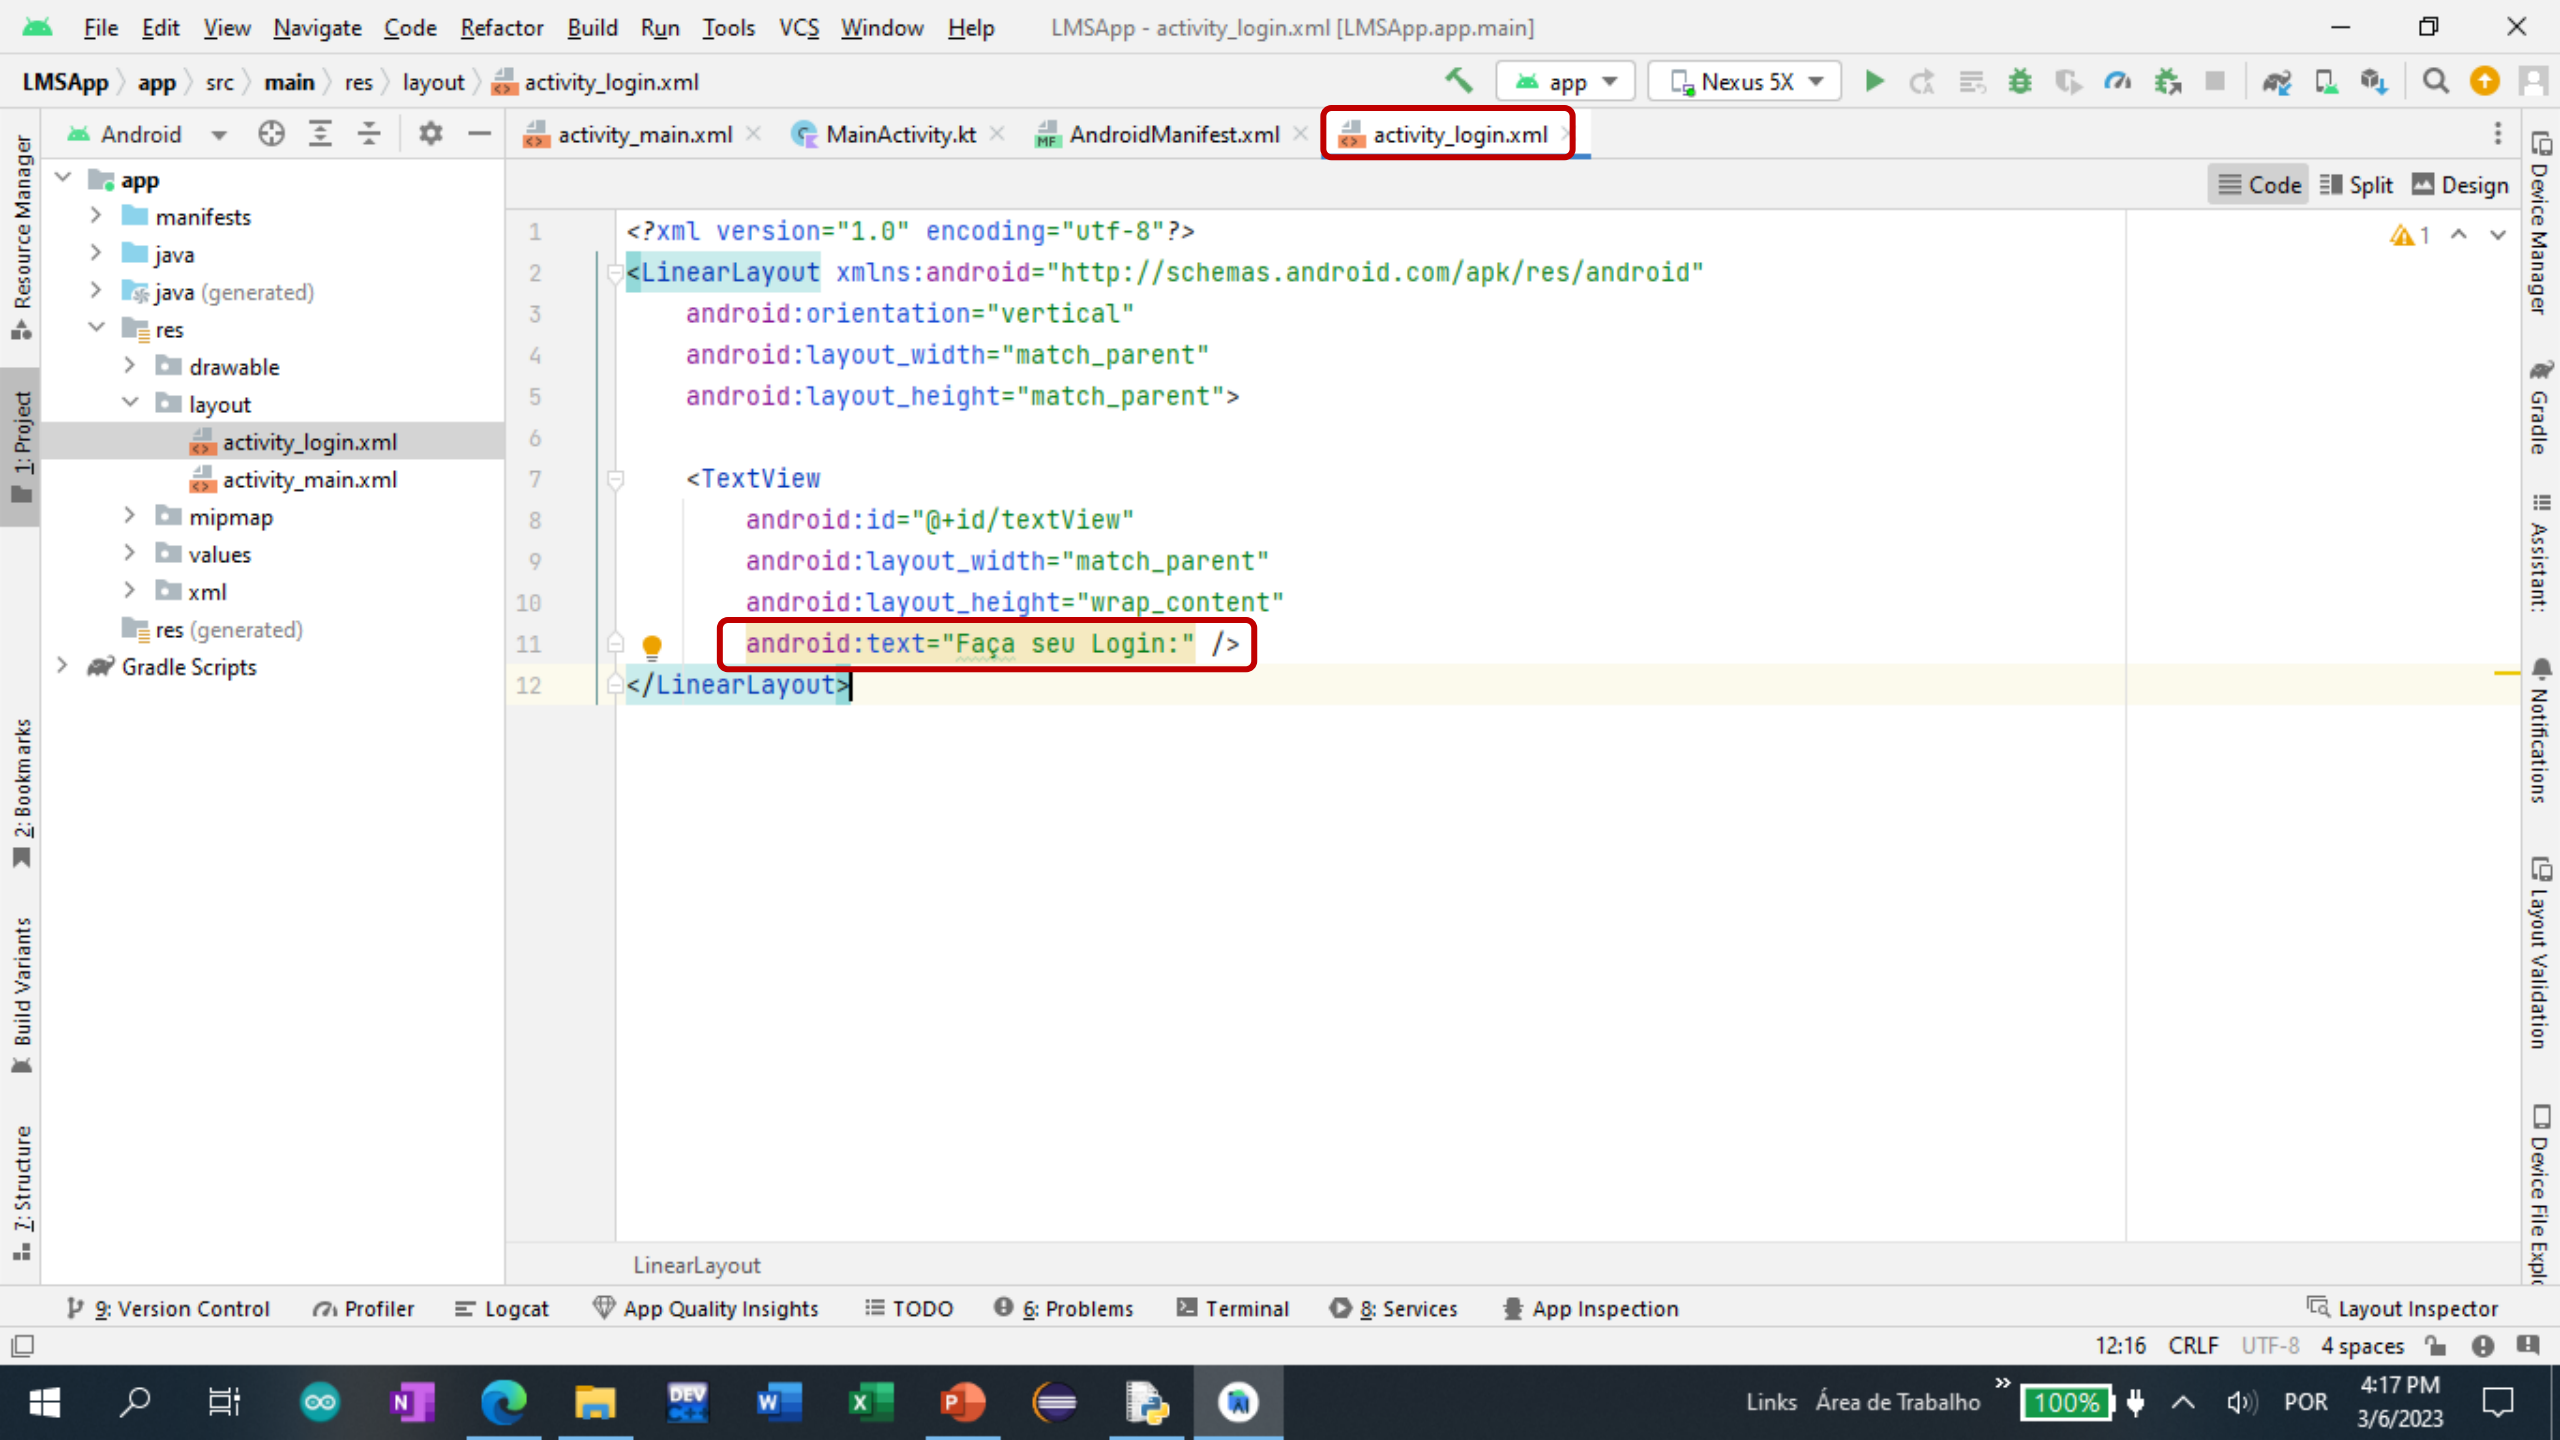 File Edit View Navigate Code Refactor Build Run Tools VCS Window Help LMSApp - activity_login.xml [LMSApp.app.main]
LMSApp app src main res layout activity_login.xml app Nexus 5X
Android activity_main.xml MainActivity.kt AndroidManifest.xml activity_login.xml
Code Split Design
app
manifests
java
java (generated)
res
drawable
layout
activity_login.xml
activity_main.xml
mipmap
values
xml
res (generated)
Gradle Scripts
Resource Manager
1: Project
2: Bookmarks
Build Variants
7: Structure
1 <?xml version="1.0" encoding="utf-8"?>
2 <LinearLayout xmlns:android="http://schemas.android.com/apk/res/android"
3 android:orientation="vertical"
4 android:layout_width="match_parent"
5 android:layout_height="match_parent">
6
7 <TextView
8 android:id="@+id/textView"
9 android:layout_width="match_parent"
10 android:layout_height="wrap_content"
11 android:text="Faça seu Login:" />
12 </LinearLayout>
1
Device Manager
Gradle
Assistant:
Notifications
Layout Validation
Device File Explo
LinearLayout
9: Version Control Profiler Logcat App Quality Insights TODO 6: Problems Terminal 8: Services App Inspection Layout Inspector
12:16 CRLF UTF-8 4 spaces
N DEV C++ W X P Links Área de Trabalho 100% POR 4:17 PM
3/6/2023